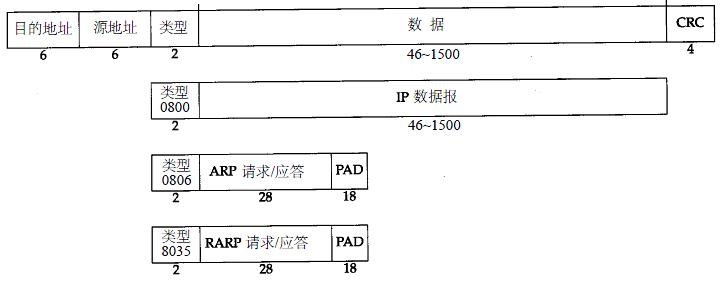 目的地址 源地址 类型 数 据 CRC
6 6 2 46~1500 4
类型 IP 数据报
0800
2 46~1500
类型 ARP 请求/应答 PAD
0806
2 28 18
类型 RARP 请求/应答 PAD
8035
2 28 18